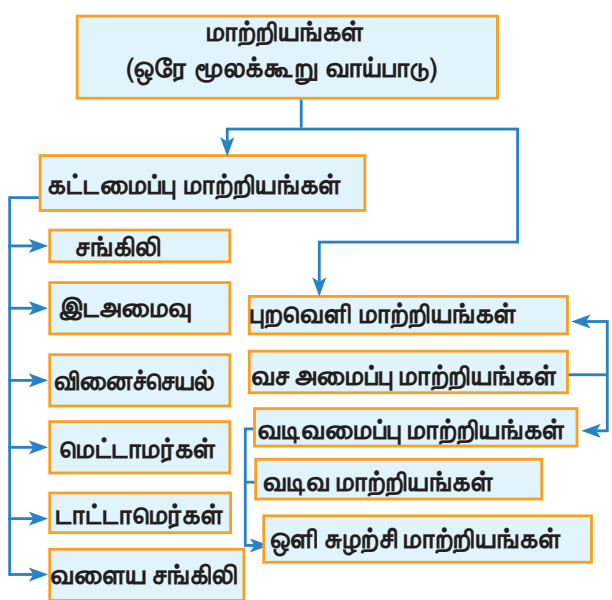 மாற்றியங்கள்
(ஒரே மூலக்கூறு வாய்பாடு)
கட்டமைப்பு மாற்றியங்கள்
சங்கிலி
இடஅமைவு
வினைச்செயல்
மெட்டாமர்கள்
டாட்டாமெர்கள்
வளைய சங்கிலி
புறவெளி மாற்றியங்கள்
வச அமைப்பு மாற்றியங்கள்
வடிவமைப்பு மாற்றியங்கள்
வடிவ மாற்றியங்கள்
ஒளி சுழற்சி மாற்றியங்கள்